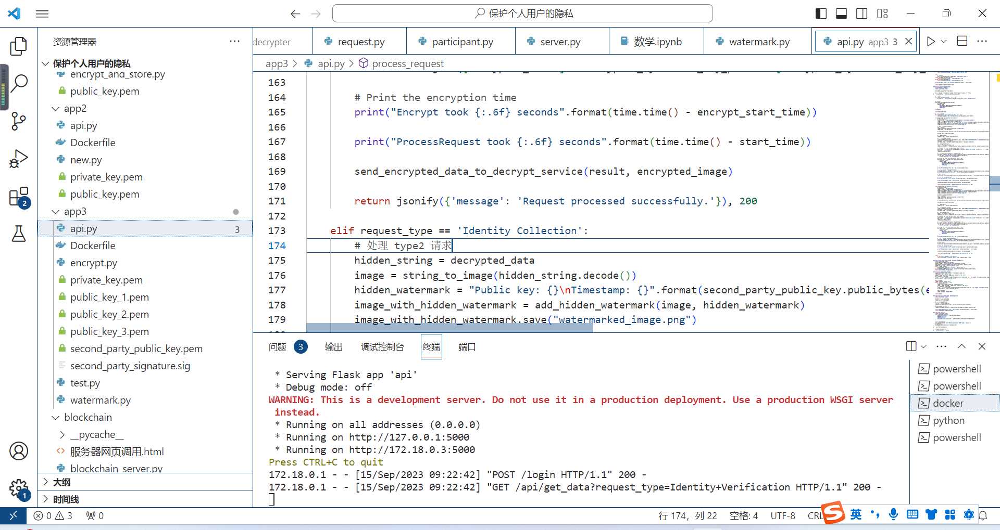 保护个人用户的隐私
资源管理器
保护个人用户的隐私
encrypt_and_store.py
public_key.pem
app2
api.py
Dockerfile
new.py
private_key.pem
public_key.pem
app3
api.py 3
Dockerfile
encrypt.py
private_key.pem
public_key_1.pem
public_key_2.pem
public_key_3.pem
second_party_public_key.pem
second_party_signature.sig
test.py
watermark.py
blockchain
__pycache__
服务器网页调用.html
blockchain_server.py
大纲
时间线
2
1
decrypter
request.py
participant.py
server.py
数学.ipynb
watermark.py
api.py app3 3
app3 > api.py > process_request
163
164 # Print the encryption time
165 print("Encrypt took {:.6f} seconds".format(time.time() - encrypt_start_time))
166
167 print("ProcessRequest took {:.6f} seconds".format(time.time() - start_time))
168
169 send_encrypted_data_to_decrypt_service(result, encrypted_image)
170
171 return jsonify({'message': 'Request processed successfully.'}), 200
172
173 elif request_type == 'Identity Collection':
174 # 处理 type2 请求
175 hidden_string = decrypted_data
176 image = string_to_image(hidden_string.decode())
177 hidden_watermark = "Public key: {}\nTimestamp: {}".format(second_party_public_key.public_bytes(e
178 image_with_hidden_watermark = add_hidden_watermark(image, hidden_watermark)
179 image_with_hidden_watermark.save("watermarked_image.png")
问题 3 输出 调试控制台 终端 端口
* Serving Flask app 'api'
* Debug mode: off
WARNING: This is a development server. Do not use it in a production deployment. Use a production WSGI server
instead.
* Running on all addresses (0.0.0.0)
* Running on http://127.0.0.1:5000
* Running on http://172.18.0.3:5000
Press CTRL+C to quit
172.18.0.1 - - [15/Sep/2023 09:22:42] "POST /login HTTP/1.1" 200 -
172.18.0.1 - - [15/Sep/2023 09:22:42] "GET /api/get_data?request_type=Identity+Verification HTTP/1.1" 200 -
powershell
powershell
docker
python
powershell
0 3 0
行 174，列 22 空格: 4 UTF-8 CRL
S 英